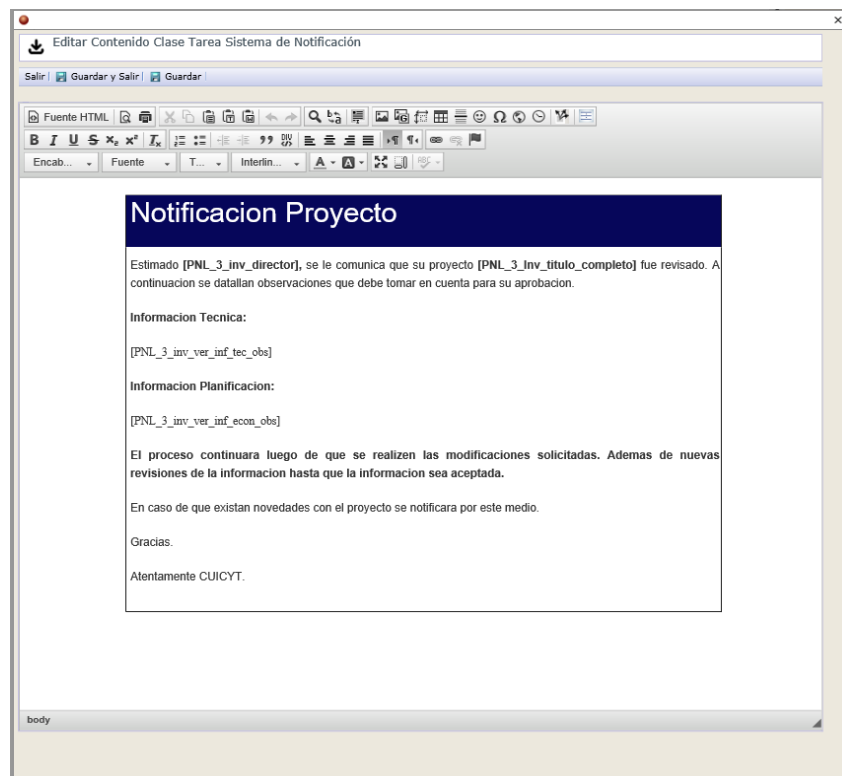 Editar Contenido Clase Tarea Sistema de Notificación
Salir Guardar y Salir Guardar
Fuente HTML
Encab... Fuente T... Interlin...
Notificacion Proyecto
Estimado [PNL_3_inv_director], se le comunica que su proyecto [PNL_3_Inv_titulo_completo] fue revisado. A
continuacion se datallan observaciones que debe tomar en cuenta para su aprobacion.
Informacion Tecnica:
[PNL_3_inv_ver_inf_tec_obs]
Informacion Planificacion:
[PNL_3_inv_ver_inf_econ_obs]
El proceso continuara luego de que se realizen las modificaciones solicitadas. Ademas de nuevas
revisiones de la informacion hasta que la informacion sea aceptada.
En caso de que existan novedades con el proyecto se notificara por este medio.
Gracias.
Atentamente CUICYT.
body